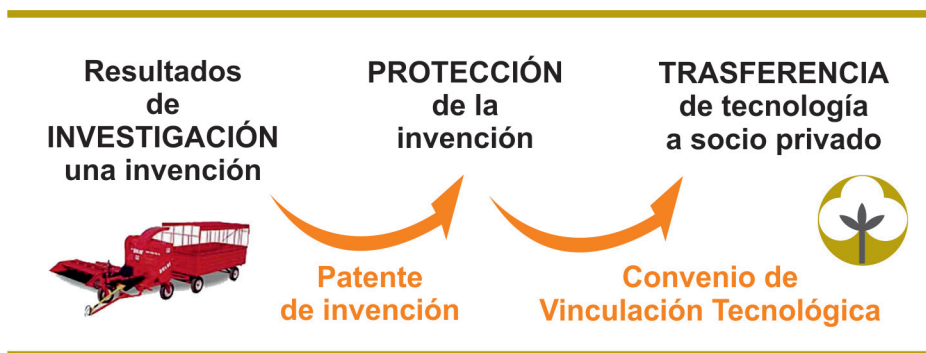 Resultados
de
INVESTIGACIÓN
una invención
PROTECCIÓN
de la
invención
TRASFERENCIA
de tecnología
a socio privado
Patente
de invención
Convenio de
Vinculación Tecnológica